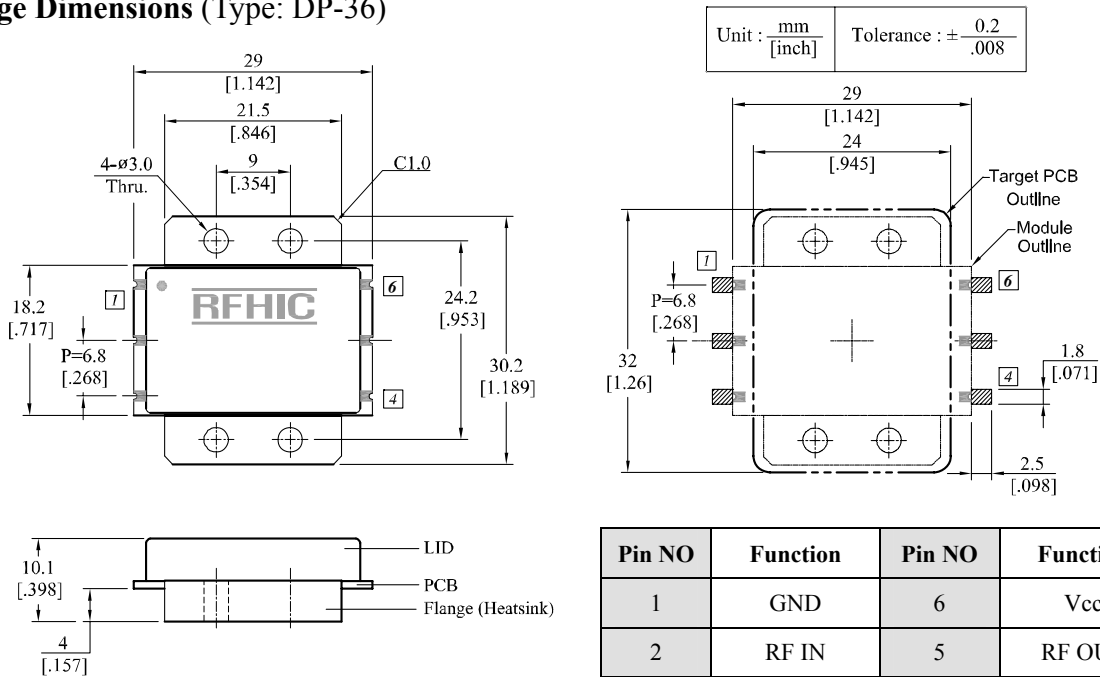 ge Dimensions (Type: DP-36)
Unit : mm [inch] Tolerance : ± 0.2 .008
29
[1.142]
21.5
[.846]
9
[.354]
4-ø3.0
Thru.
C1.0
1
6
RFHIC
18.2
[.717]
P=6.8
[.268]
4
24.2
[.953]
30.2
[1.189]
29
[1.142]
24
[.945]
Target PCB
Outline
Module
Outline
1
6
P=6.8
[.268]
32
[1.26]
4
1.8
[.071]
2.5
[.098]
LID
PCB
Flange (Heatsink)
10.1
[.398]
4
[.157]
Pin NO Function Pin NO Functi
1 GND 6 Vcc
2 RF IN 5 RF OU